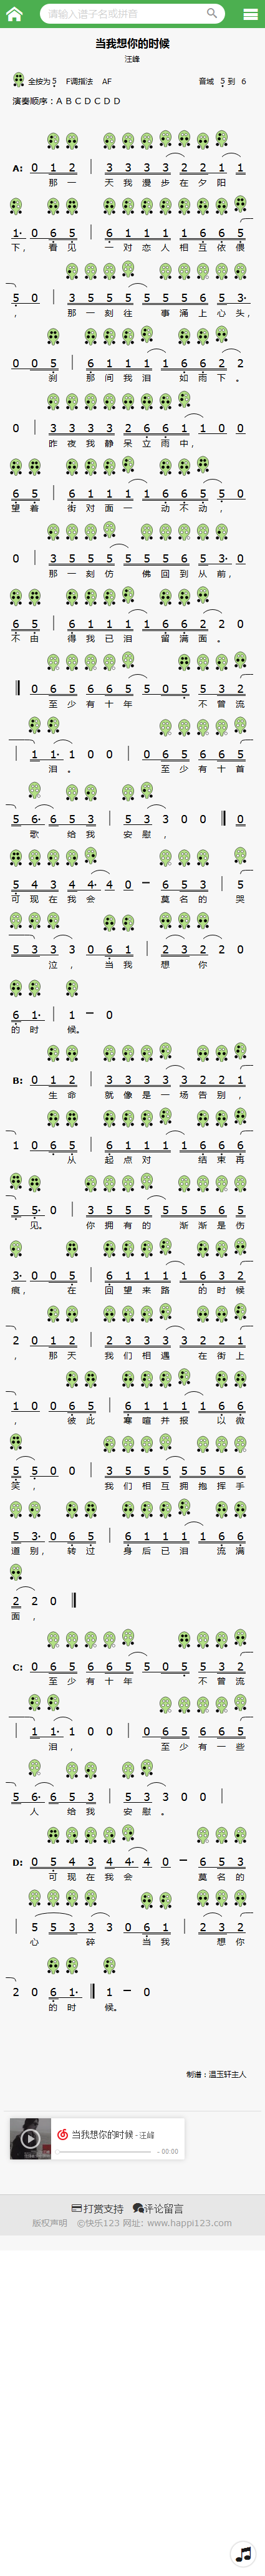 请输入谱子名或拼音
当我想你的时候
汪峰
全按为5 F调指法 AF 音域 5 到 6
演奏顺序：A B C D C D D
A: 0 1 2 | 3 3 3 3 2 2 1 1
那一 天我漫步在夕阳
1· 0 6 5 | 6 1 1 1 1 6 6 5
下，看见 一对恋人相互依偎
5 0 | 3 5 5 5 5 5 5 6 5 3·
， 那一刻往 事涌上心头，
0 0 5 | 6 1 1 1 1 6 6 2 2
刹 那间我泪 如雨下。
0 | 3 3 3 3 2 6 6 1 1 0 0
昨夜我静呆立雨中，
6 5 | 6 1 1 1 1 6 6 5 5 0
望着 街对面一 动不动，
0 | 3 5 5 5 5 5 5 6 5 3· 0
那一刻仿 佛回到从前，
6 5 | 6 1 1 1 1 6 6 2 2 0
不由 得我已泪 留满面。
0 6 5 6 6 5 5 0 5 5 3 2
至少有十年 不曾流
| 1 1· 1 0 0 | 0 6 5 6 6 5
泪。 至少有十首
5 6· 6 5 3 | 5 3 3 0 0 0
歌 给我 安慰，
5 4 3 4 4· 4 0 － 6 5 3 | 5
可现在我会 莫名的 哭
5 3 3 3 0 6 1 | 2 3 2 2 0
泣， 当我 想 你
6 1· | 1 － 0
的时 候。
B: 0 1 2 | 3 3 3 3 3 2 2 1
生命 就像是一场告别，
1 0 6 5 | 6 1 1 1 1 6 6 6
从 起点对 结束再
5 5· 0 | 3 5 5 5 5 5 5 6 5
见。 你拥有的 渐渐是伤
3· 0 0 5 | 6 1 1 1 1 6 3 2
痕， 在 回望来路 的时候
2 0 1 2 | 2 3 3 3 3 2 2 1
， 那天 我们相遇 在街上
1 0 0 6 5 | 6 1 1 1 1 6 6
， 彼此 寒喧并报 以微
5 5 0 0 | 3 5 5 5 5 5 5 6
笑， 我们相互拥抱挥手
5 3· 0 6 5 | 6 1 1 1 1 6 6
道别，转过 身后已泪 流满
2 2 0
面，
C: 0 6 5 6 6 5 5 0 5 5 3 2
至少有十年 不曾流
| 1 1· 1 0 0 | 0 6 5 6 6 5
泪， 至少有一些
5 6· 6 5 3 | 5 3 3 0 0 |
人 给我 安慰。
D: 0 5 4 3 4 4· 4 0 － 6 5 3
可现在我会 莫名的
| 5 5 3 3 3 0 6 1 | 2 3 2
心 碎 当我 想你
2 0 6 1· 1 － 0
的时 候。
制谱：温玉轩主人
当我想你的时候 - 汪峰
- 00:00
打赏支持 评论留言
版权声明 ©快乐123 网址: www.happi123.com